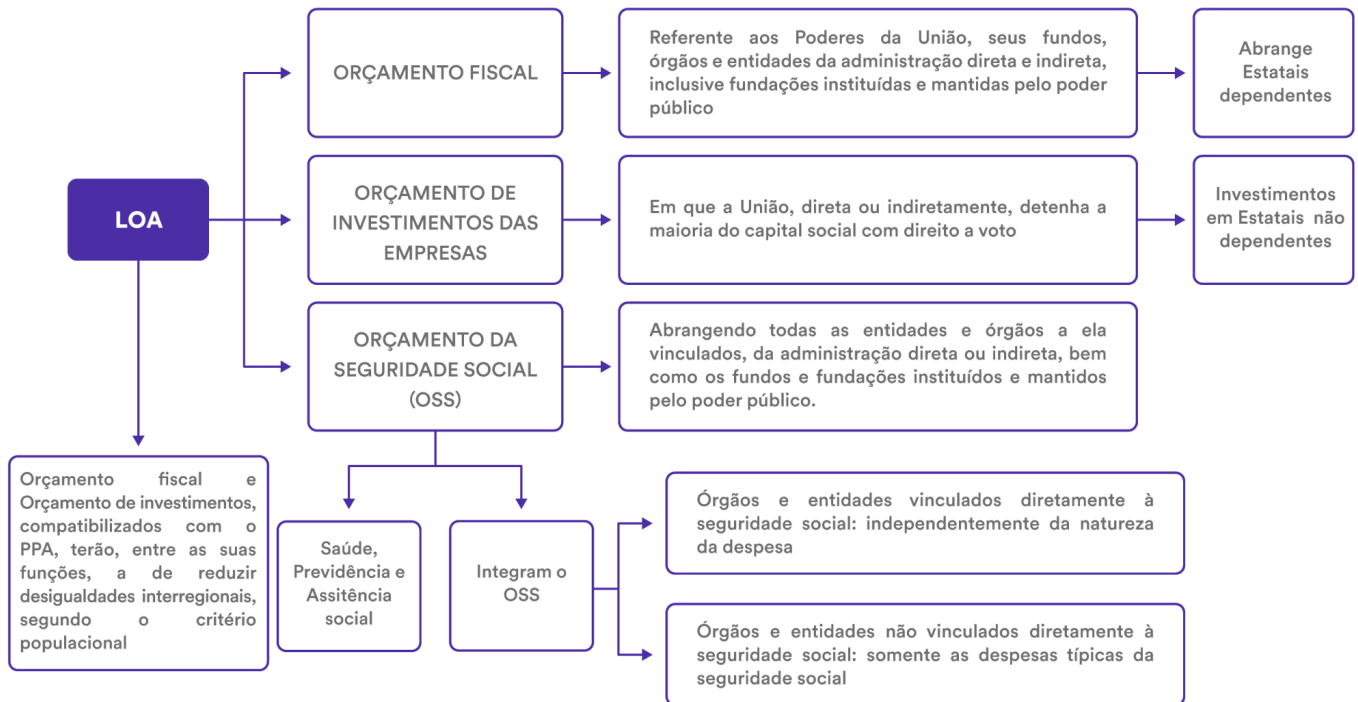 LOA
ORÇAMENTO FISCAL
Referente aos Poderes da União, seus fundos,
órgãos e entidades da administração direta e indireta,
inclusive fundações instituídas e mantidas pelo poder
público
Abrange
Estatais
dependentes
ORÇAMENTO DE
INVESTIMENTOS DAS
EMPRESAS
Em que a União, direta ou indiretamente, detenha a
maioria do capital social com direito a voto
Investimentos
em Estatais não
dependentes
ORÇAMENTO DA
SEGURIDADE SOCIAL
(OSS)
Abrangendo todas as entidades e órgãos a ela
vinculados, da administração direta ou indireta, bem
como os fundos e fundações instituídos e mantidos
pelo poder público.
Orçamento fiscal e
Orçamento de investimentos,
compatibilizados com o
PPA, terão, entre as suas
funções, a de reduzir
desigualdades interregionais,
segundo o critério
populacional
Saúde,
Previdência e
Assitência
social
Integram o
OSS
Órgãos e entidades vinculados diretamente à
seguridade social: independentemente da natureza
da despesa
Órgãos e entidades não vinculados diretamente à
seguridade social: somente as despesas típicas da
seguridade social